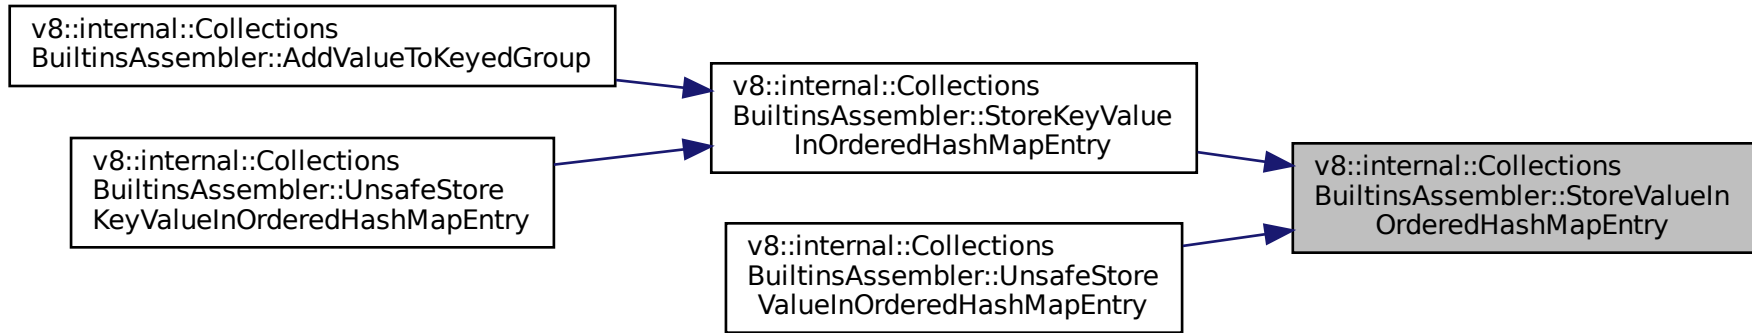 v8::internal::Collections
BuiltinsAssembler::AddValueToKeyedGroup
v8::internal::Collections
BuiltinsAssembler::UnsafeStore
KeyValueInOrderedHashMapEntry
v8::internal::Collections
BuiltinsAssembler::StoreKeyValue
InOrderedHashMapEntry
v8::internal::Collections
BuiltinsAssembler::UnsafeStore
ValueInOrderedHashMapEntry
v8::internal::Collections
BuiltinsAssembler::StoreValueIn
OrderedHashMapEntry